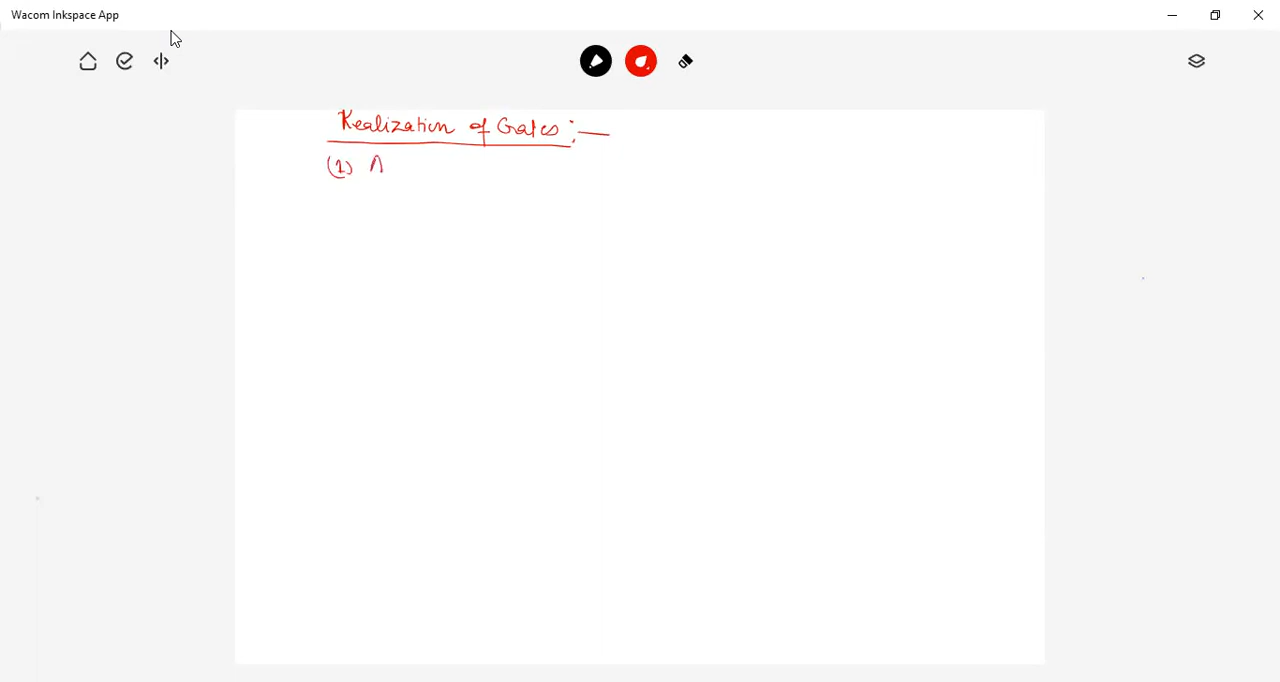 Wacom Inkspace App
Realization of Gates :—
(1) A